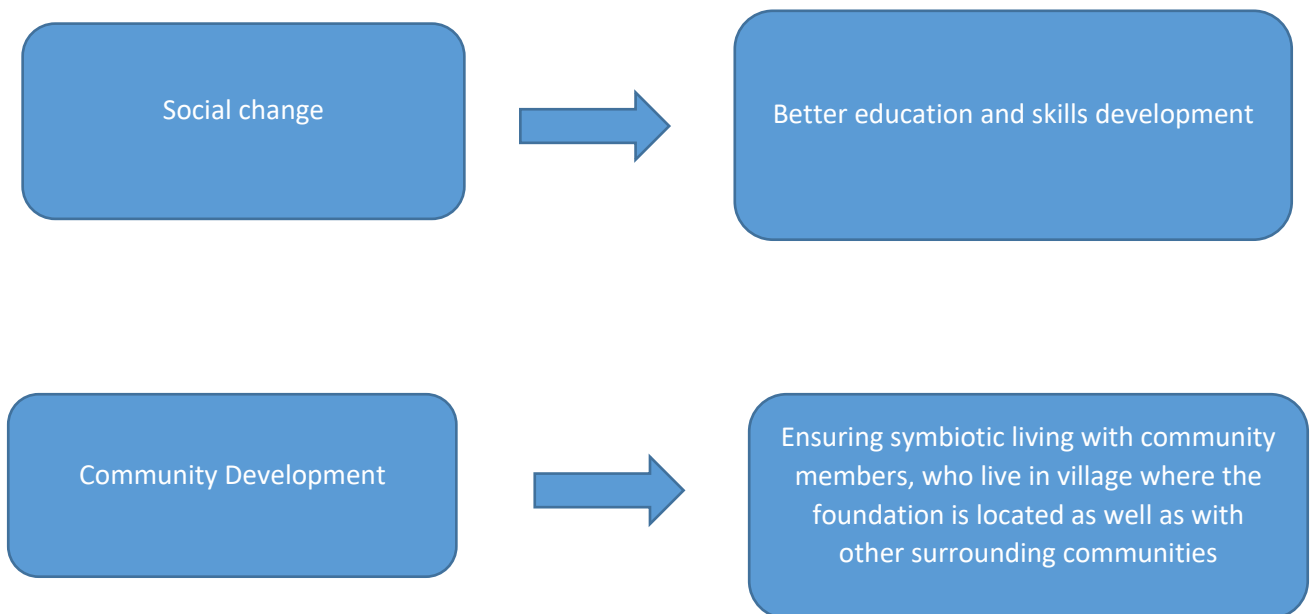 Social change
Better education and skills development
Community Development
Ensuring symbiotic living with community
members, who live in village where the
foundation is located as well as with
other surrounding communities